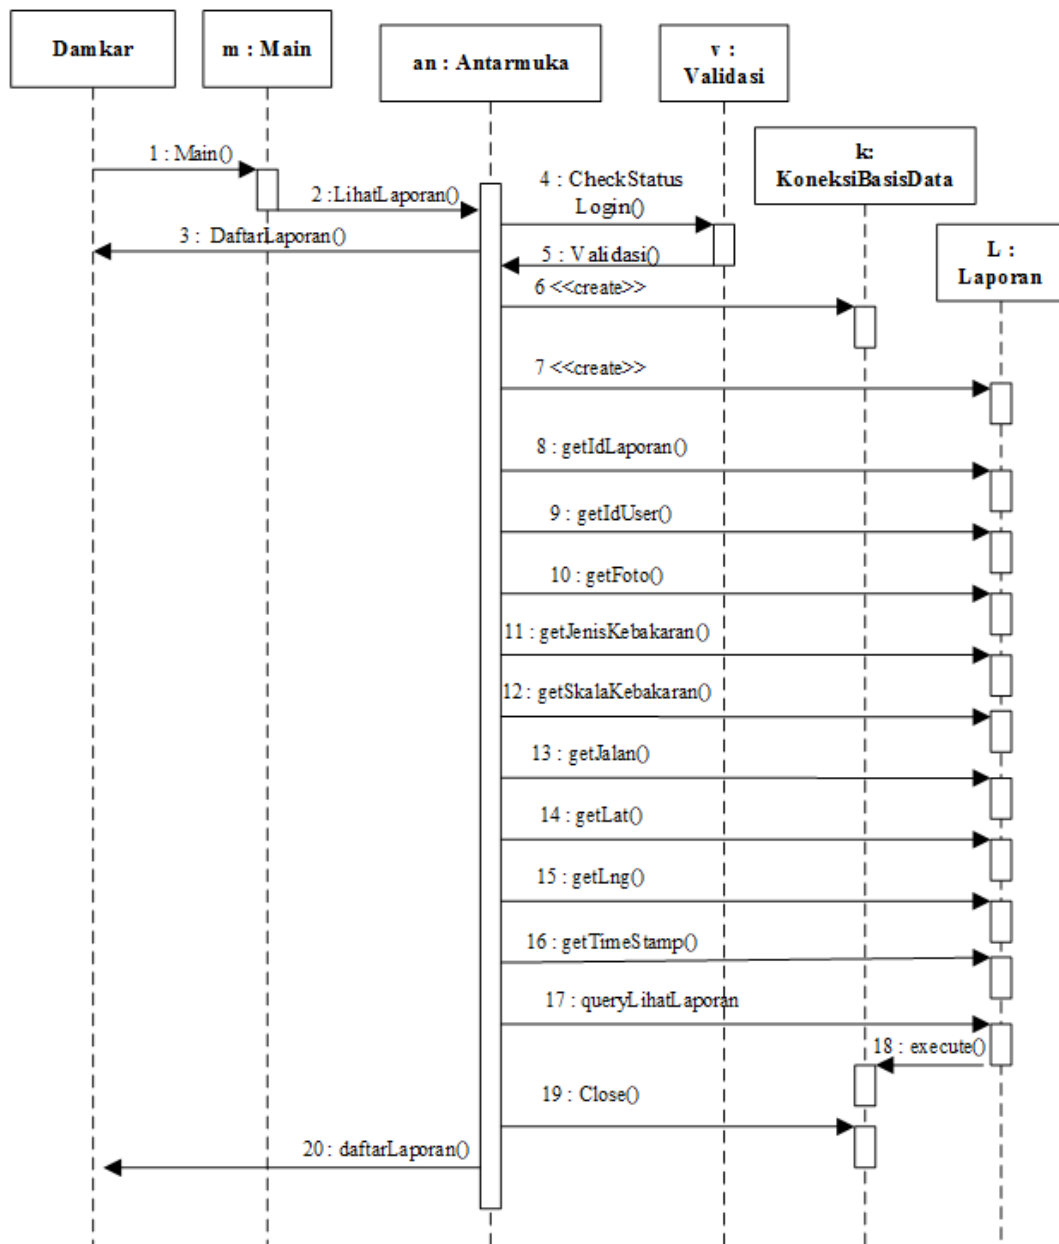 Damkar
m : Main
an : Antarmuka
v :
Validasi
k:
KoneksiBasisData
L :
Laporan
1 : Main()
2 :LihatLaporan()
3 : DaftarLaporan()
4 : CheckStatus
Login()
5 : Validasi()
6 <<create>>
7 <<create>>
8 : getIdLaporan()
9 : getIdUser()
10 : getFoto()
11 : getJenisKebakaran()
12 : getSkalaKebakaran()
13 : getJalan()
14 : getLat()
15 : getLng()
16 : getTimeStamp()
17 : queryLihatLaporan
18 : execute()
19 : Close()
20 : daftarLaporan()